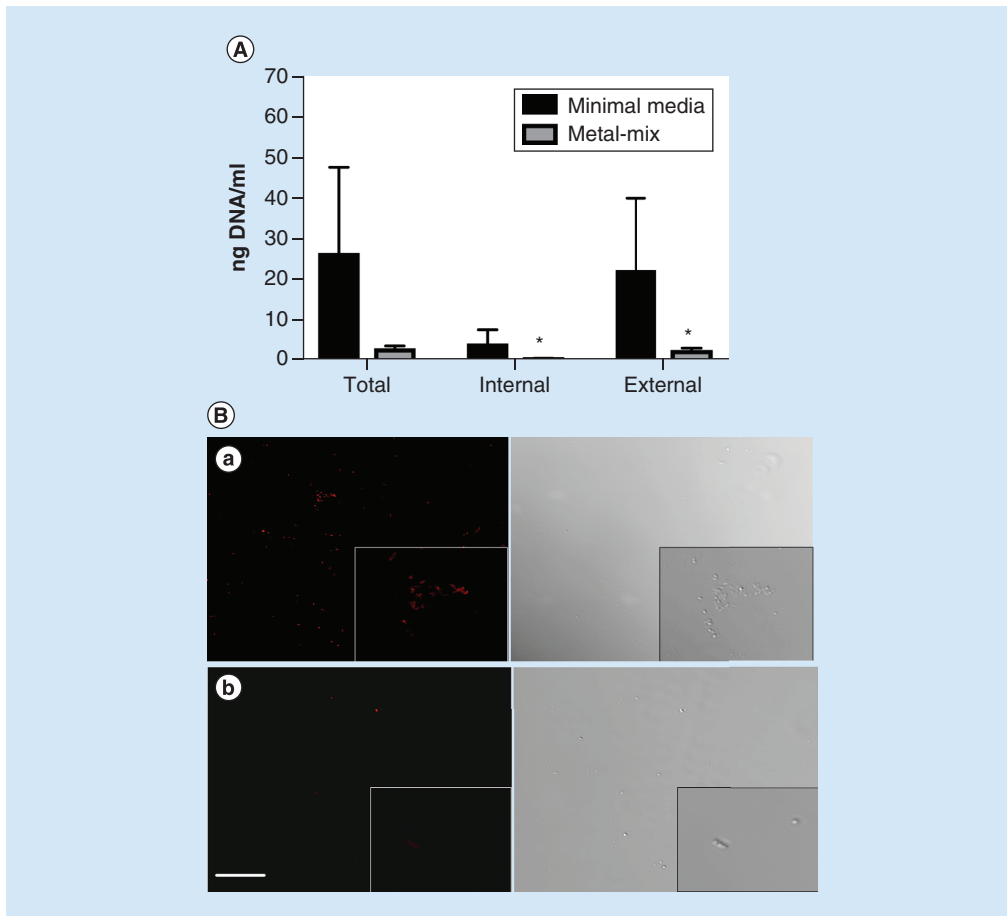 A
ng DNA/ml
70
60
50
40
30
20
10
0
Minimal media
Metal-mix
*
*
Total Internal External
B
a
b